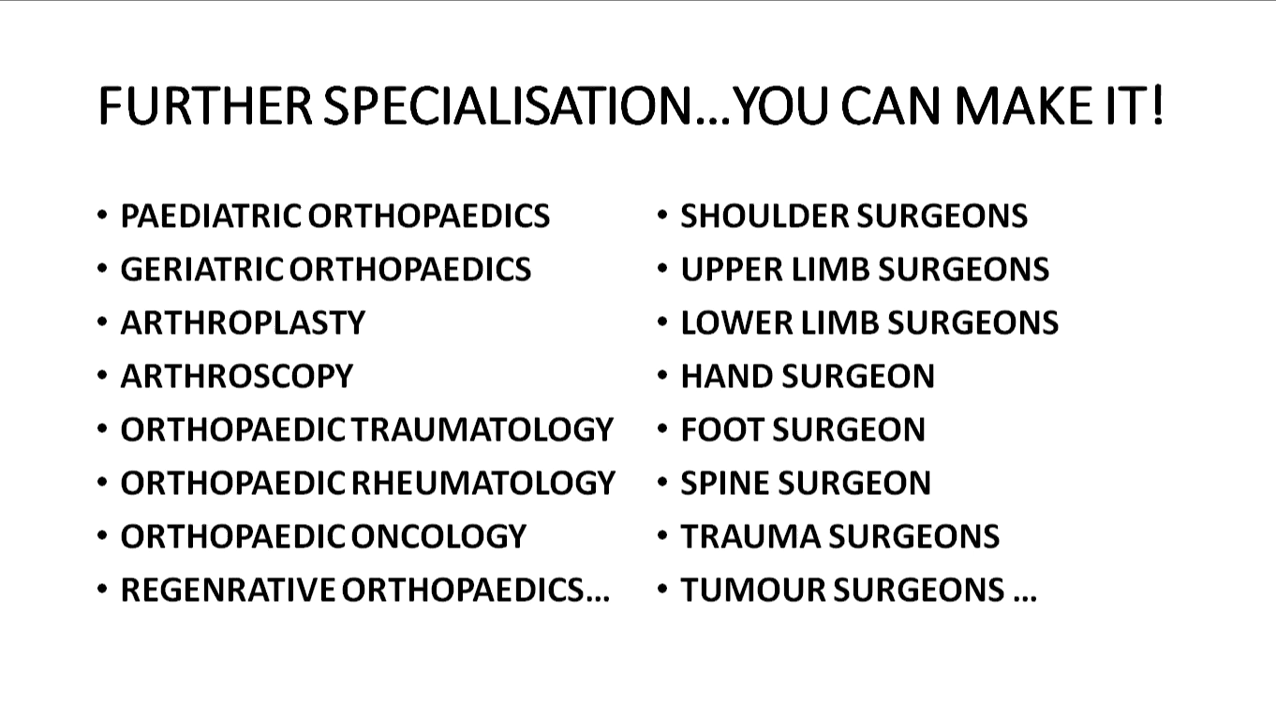 FURTHER SPECIALISATION...YOU CAN MAKE IT!
• PAEDIATRIC ORTHOPAEDICS
• GERIATRIC ORTHOPAEDICS
• ARTHROPLASTY
• ARTHROSCOPY
• ORTHOPAEDIC TRAUMATOLOGY
• ORTHOPAEDIC RHEUMATOLOGY
• ORTHOPAEDIC ONCOLOGY
• REGENRATIVE ORTHOPAEDICS...
• SHOULDER SURGEONS
• UPPER LIMB SURGEONS
• LOWER LIMB SURGEONS
• HAND SURGEON
• FOOT SURGEON
• SPINE SURGEON
• TRAUMA SURGEONS
• TUMOUR SURGEONS ...